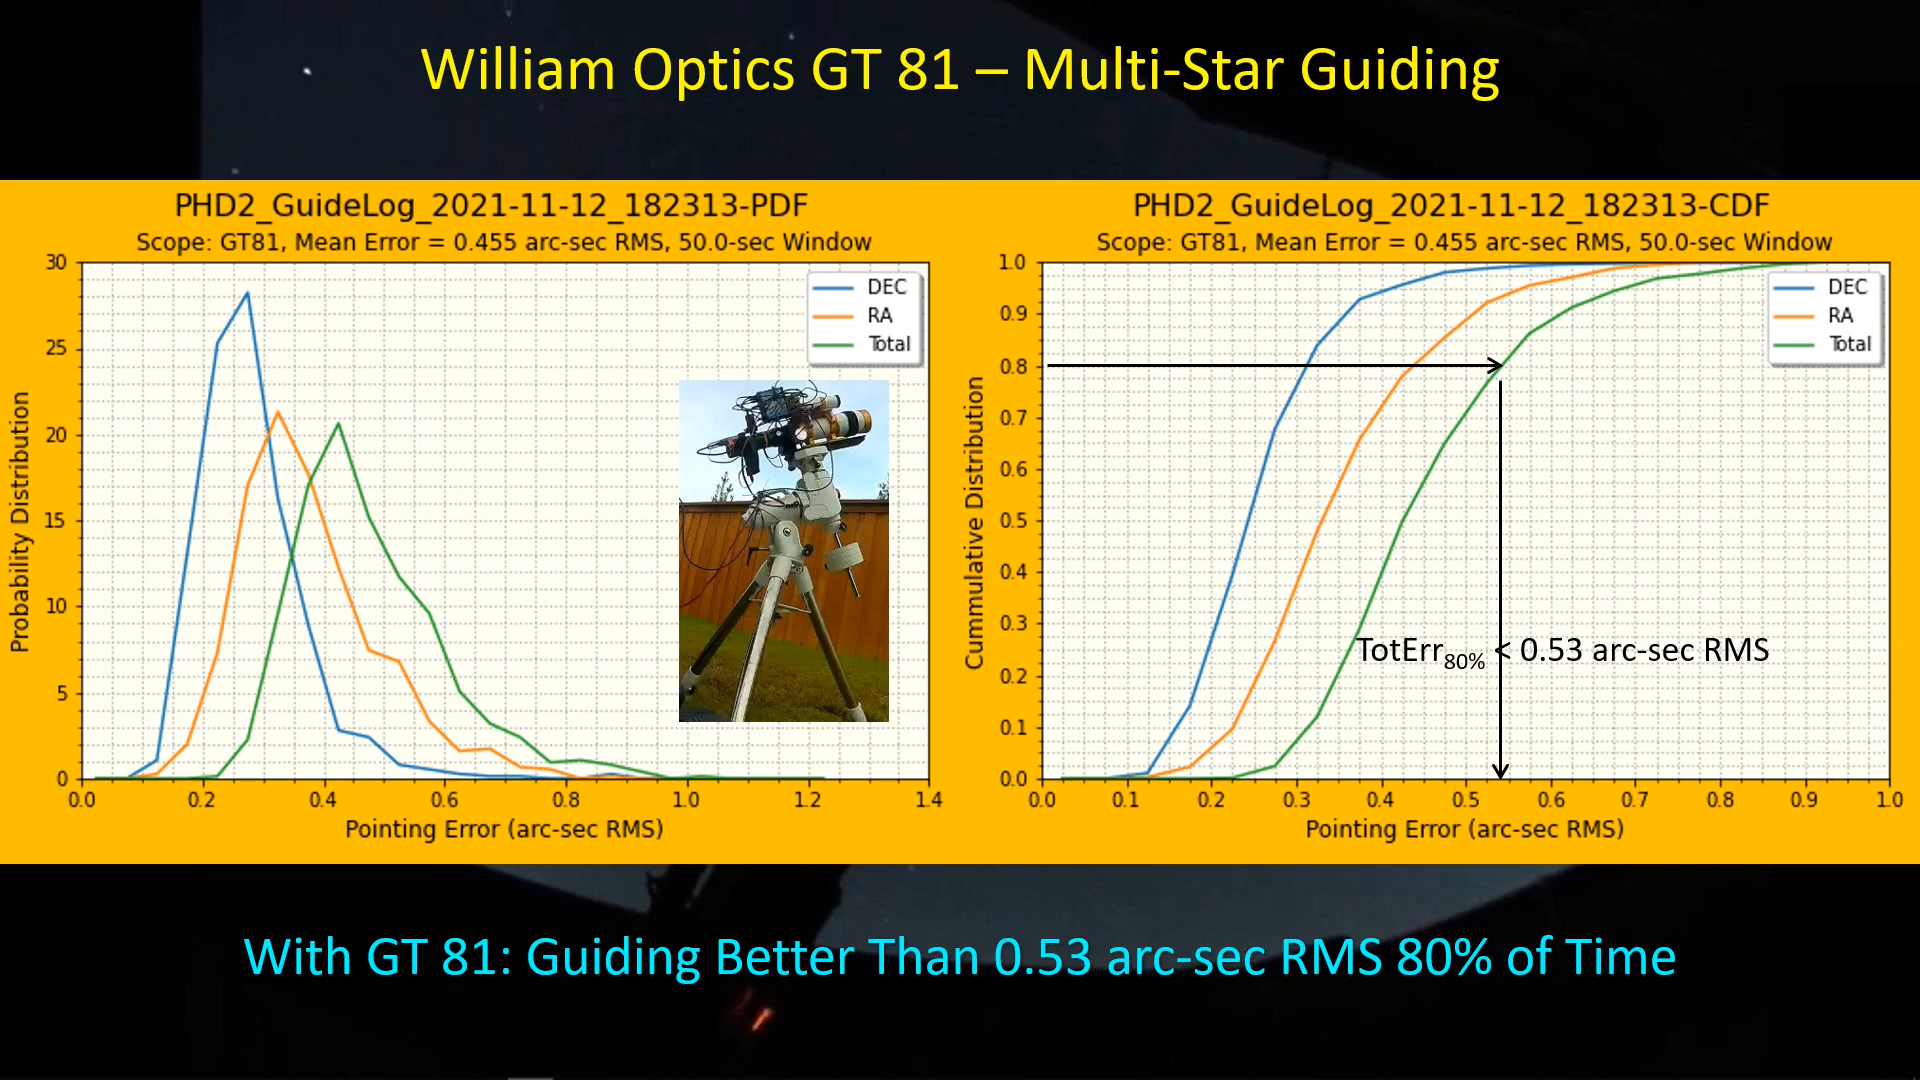 William Optics GT 81 – Multi-Star Guiding
PHD2_GuideLog_2021-11-12_182313-PDF
Scope: GT81, Mean Error = 0.455 arc-sec RMS, 50.0-sec Window
30
25
20
15
10
5
0
Probability Distribution
DEC
RA
Total
0.0 0.2 0.4 0.6 0.8 1.0 1.2 1.4
Pointing Error (arc-sec RMS)
PHD2_GuideLog_2021-11-12_182313-CDF
Scope: GT81, Mean Error = 0.455 arc-sec RMS, 50.0-sec Window
1.0
0.9
0.8
0.7
0.6
0.5
0.4
0.3
0.2
0.1
0.0
Cummulative Distribution
DEC
RA
Total
TotErr80% < 0.53 arc-sec RMS
0.0 0.1 0.2 0.3 0.4 0.5 0.6 0.7 0.8 0.9 1.0
Pointing Error (arc-sec RMS)
With GT 81: Guiding Better Than 0.53 arc-sec RMS 80% of Time